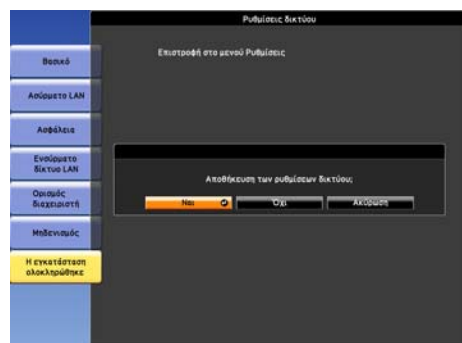 Ρυθμίσεις δικτύου
Επιστροφή στο μενού Ρυθμίσεις
Βασικό
Ασύρματο LAN
Ασφάλεια
Ενσύρματο
δίκτυο LAN
Ορισμός
διαχειριστή
Μηδενισμός
Η εγκατάσταση
ολοκληρώθηκε
Αποθήκευση των ρυθμίσεων δικτύου;
Ναι Όχι Ακύρωση